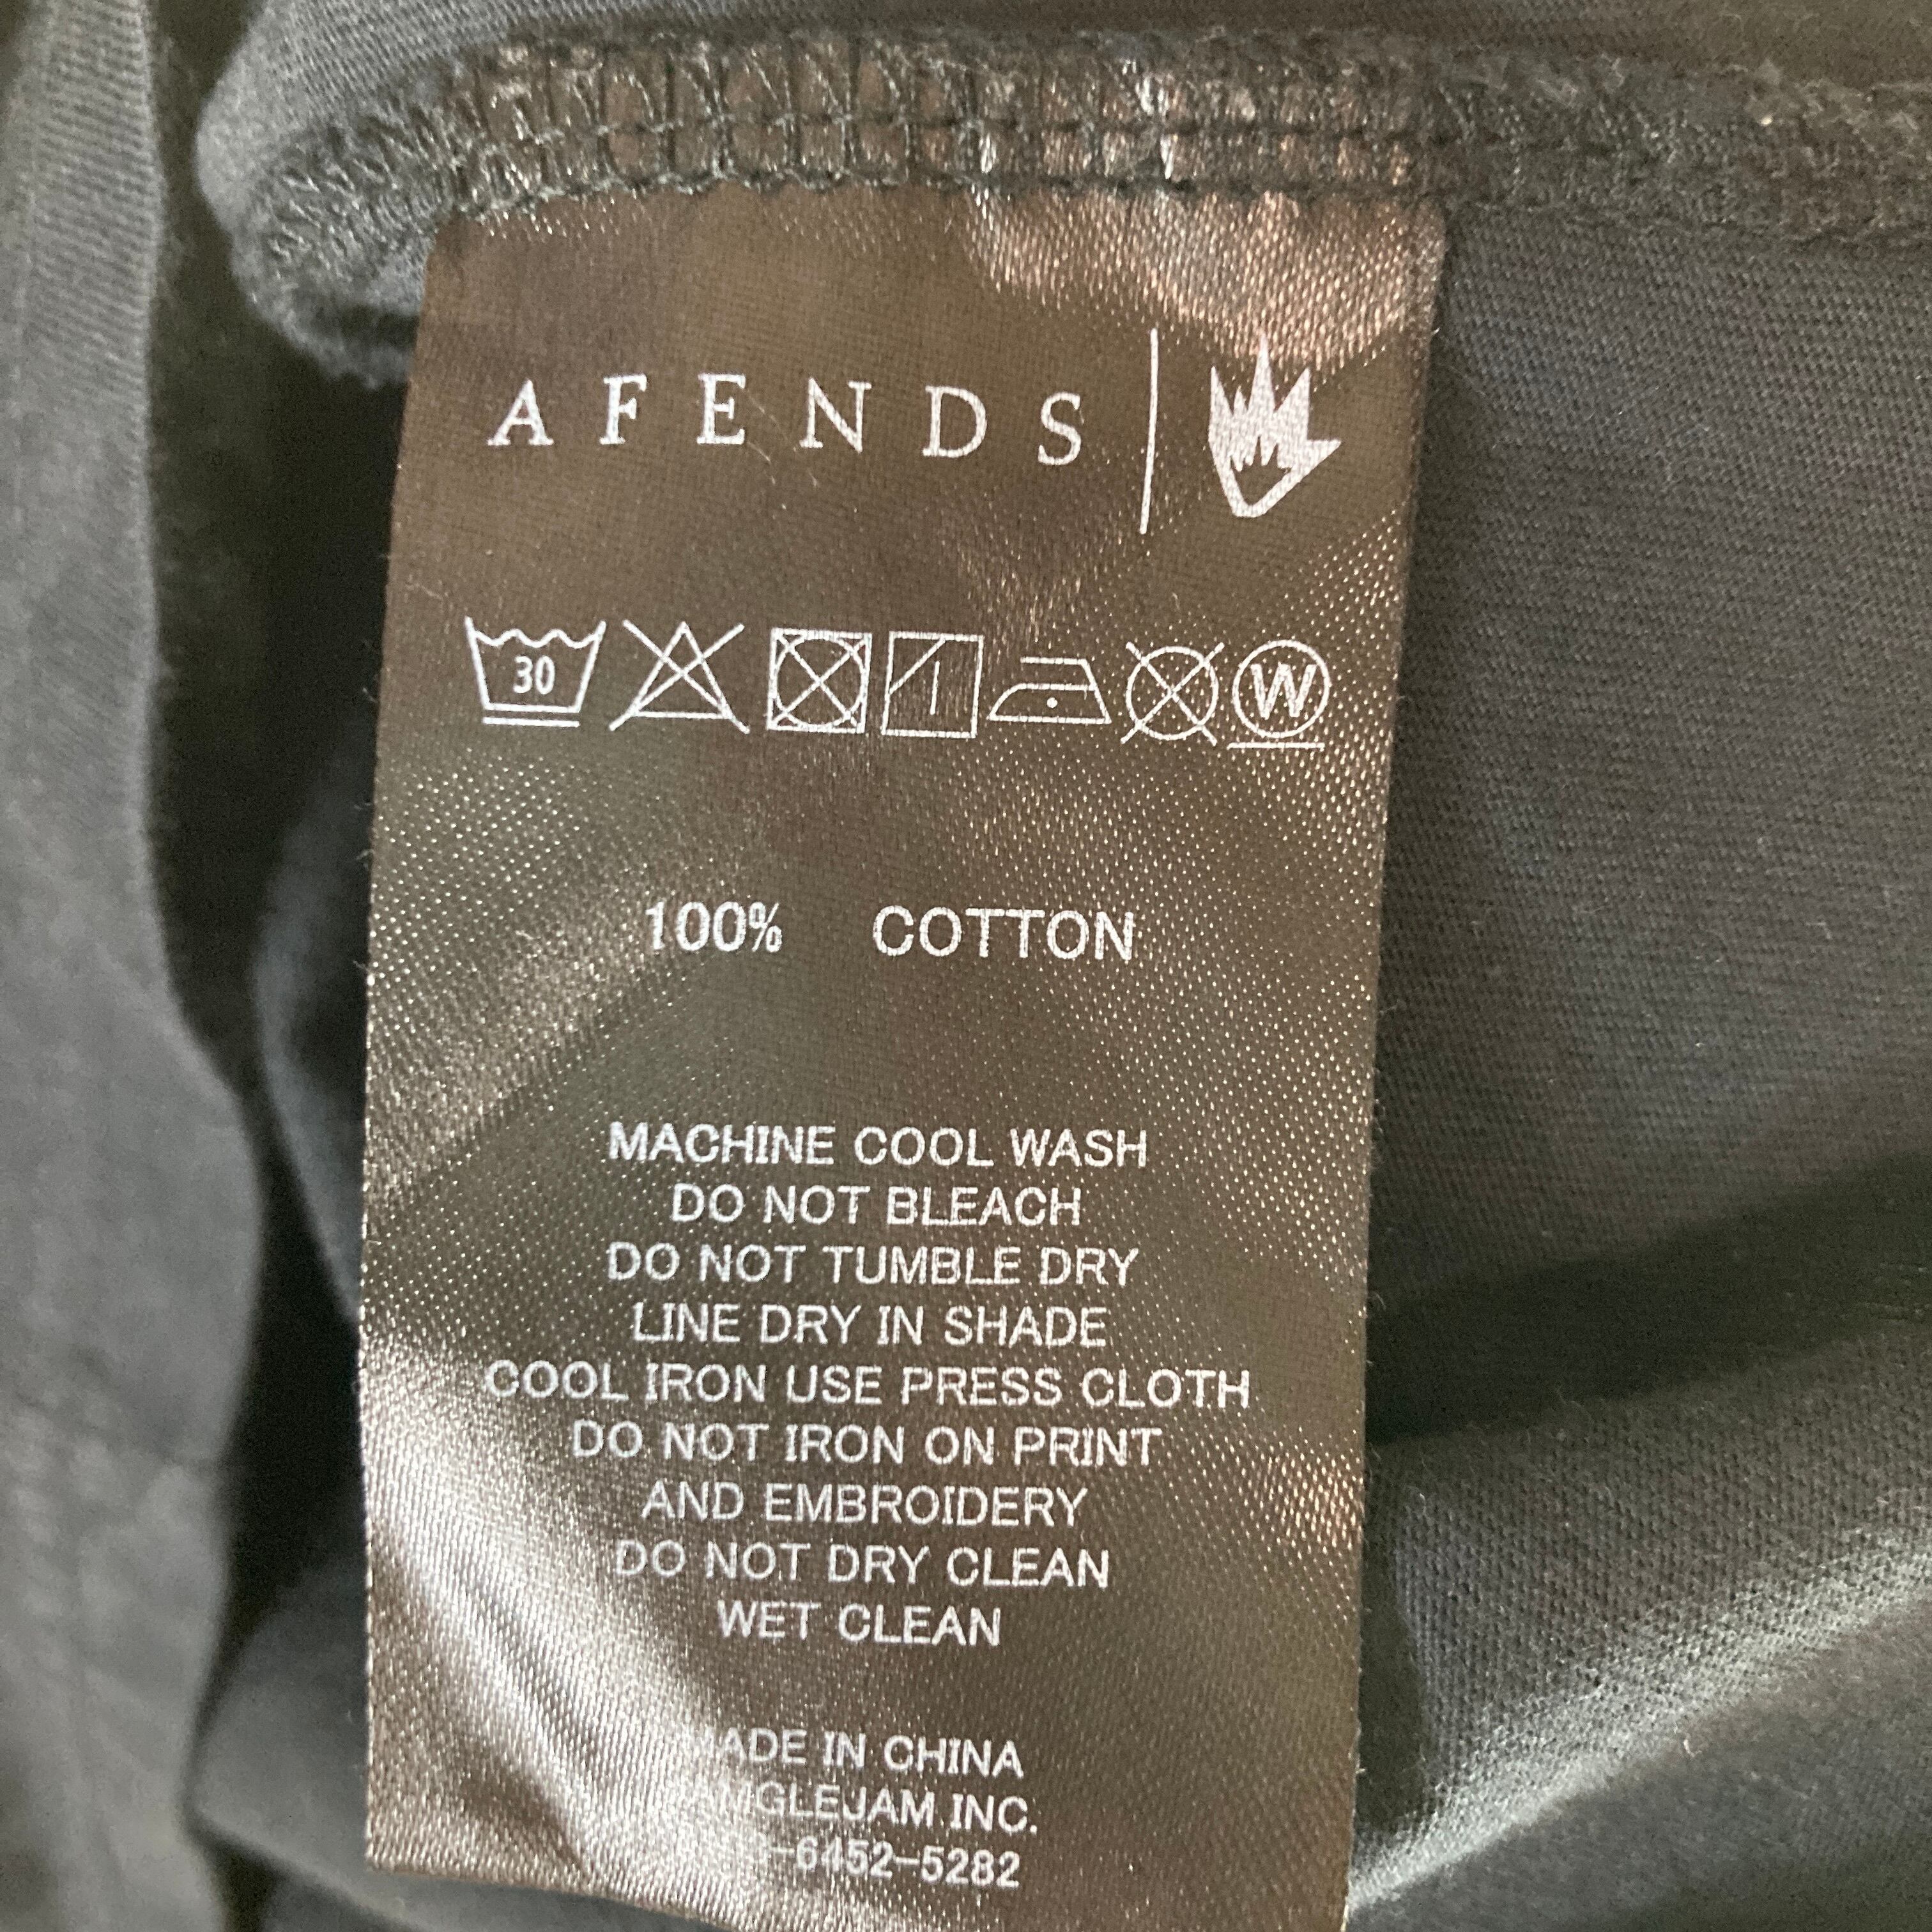 AFENDS
30
W
100% COTTON
MACHINE COOL WASH
DO NOT BLEACH
DO NOT TUMBLE DRY
LINE DRY IN SHADE
COOL IRON USE PRESS CLOTH
DO NOT IRON ON PRINT
AND EMBROIDERY
DO NOT DRY CLEAN
WET CLEAN
MADE IN CHINA
INC.
-6452-5282